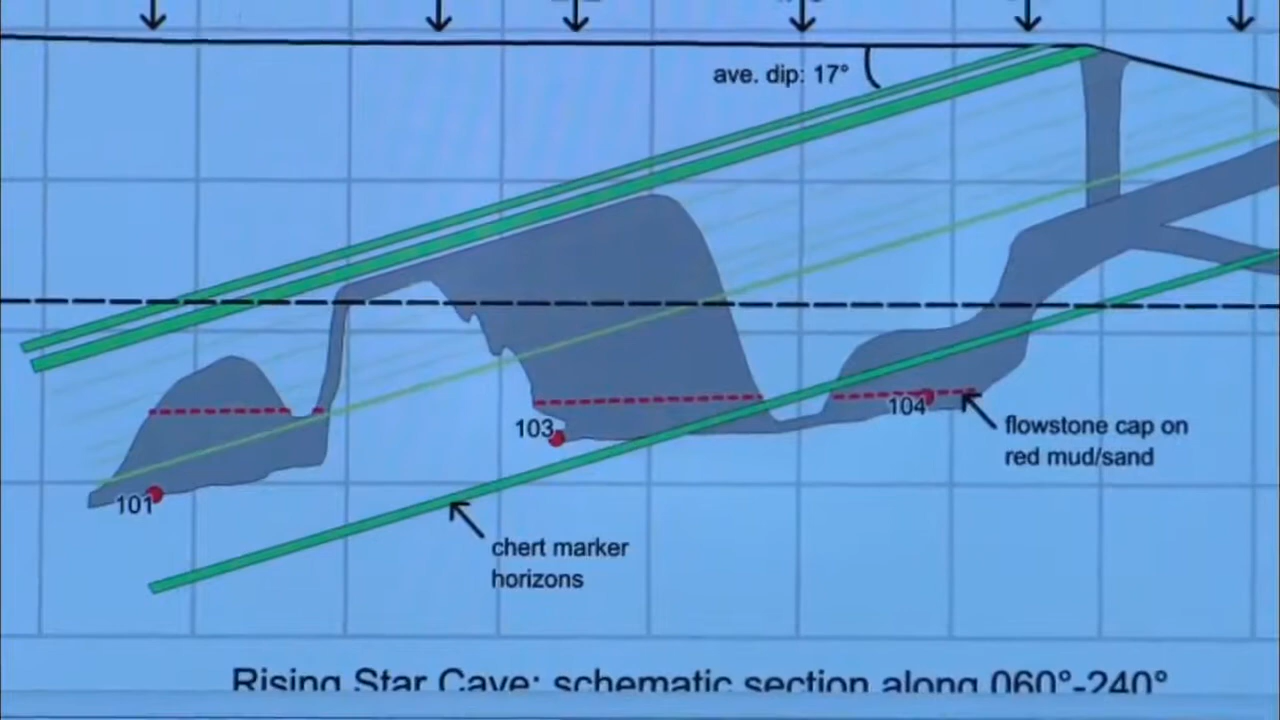 ave. dip: 17°
103
104
flowstone cap on
red mud/sand
101
chert marker
horizons
Rising Star Cave: schematic section along 060°-240°